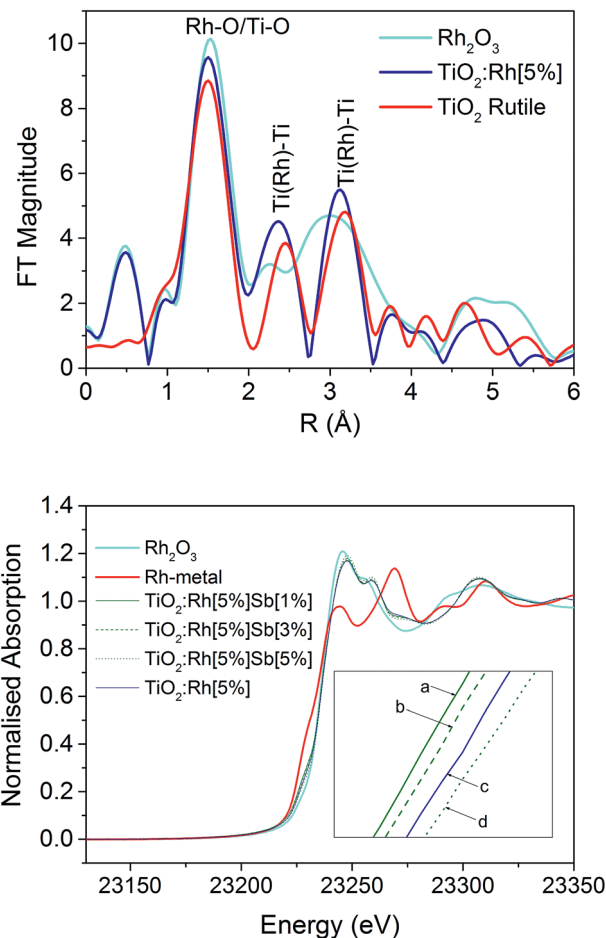 Rh-O/Ti-O
Rh₂O₃
TiO₂:Rh[5%]
TiO₂ Rutile
Ti(Rh)-Ti
Ti(Rh)-Ti
FT Magnitude
10
8
6
4
2
0
0 1 2 3 4 5 6
R (Å)
Normalised Absorption
1.4
1.2
1.0
0.8
0.6
0.4
0.2
0.0
Rh₂O₃
Rh-metal
TiO₂:Rh[5%]Sb[1%]
TiO₂:Rh[5%]Sb[3%]
TiO₂:Rh[5%]Sb[5%]
TiO₂:Rh[5%]
a
b
c
d
23150 23200 23250 23300 23350
Energy (eV)